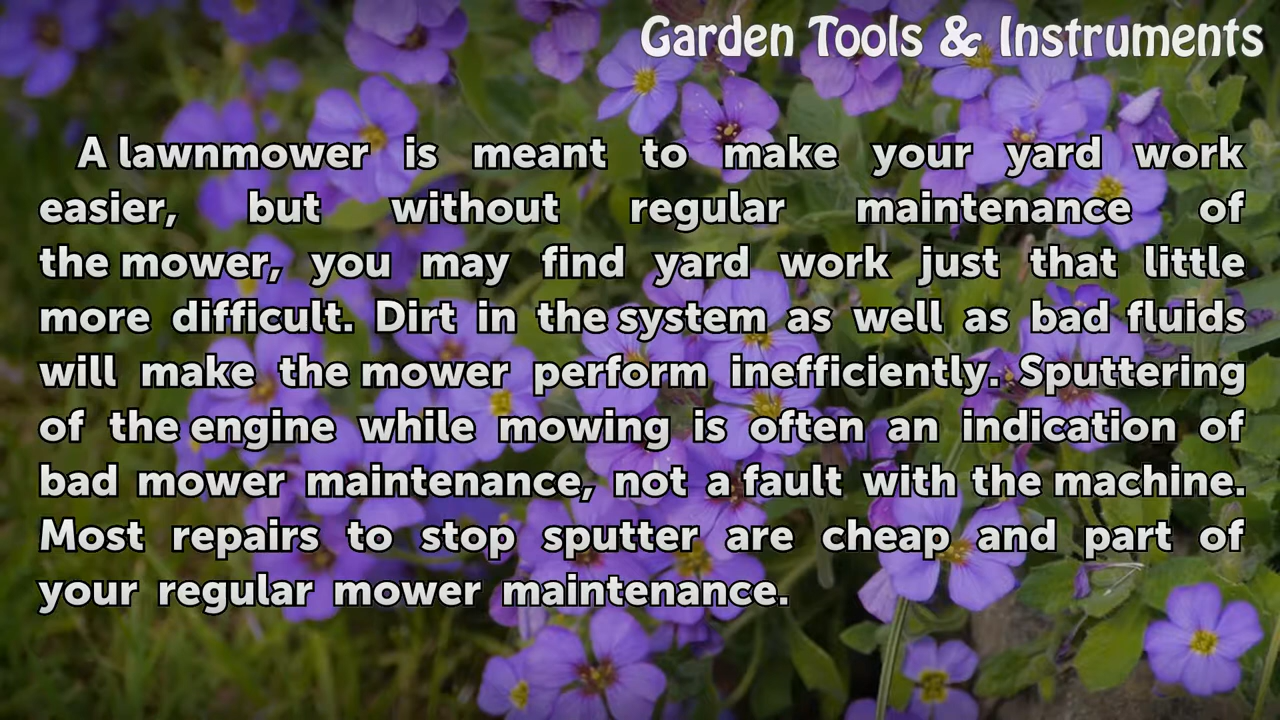 Garden Tools & Instruments
A lawnmower is meant to make your yard work
easier, but without regular maintenance of
the mower, you may find yard work just that little
more difficult. Dirt in the system as well as bad fluids
will make the mower perform inefficiently. Sputtering
of the engine while mowing is often an indication of
bad mower maintenance, not a fault with the machine.
Most repairs to stop sputter are cheap and part of
your regular mower maintenance.